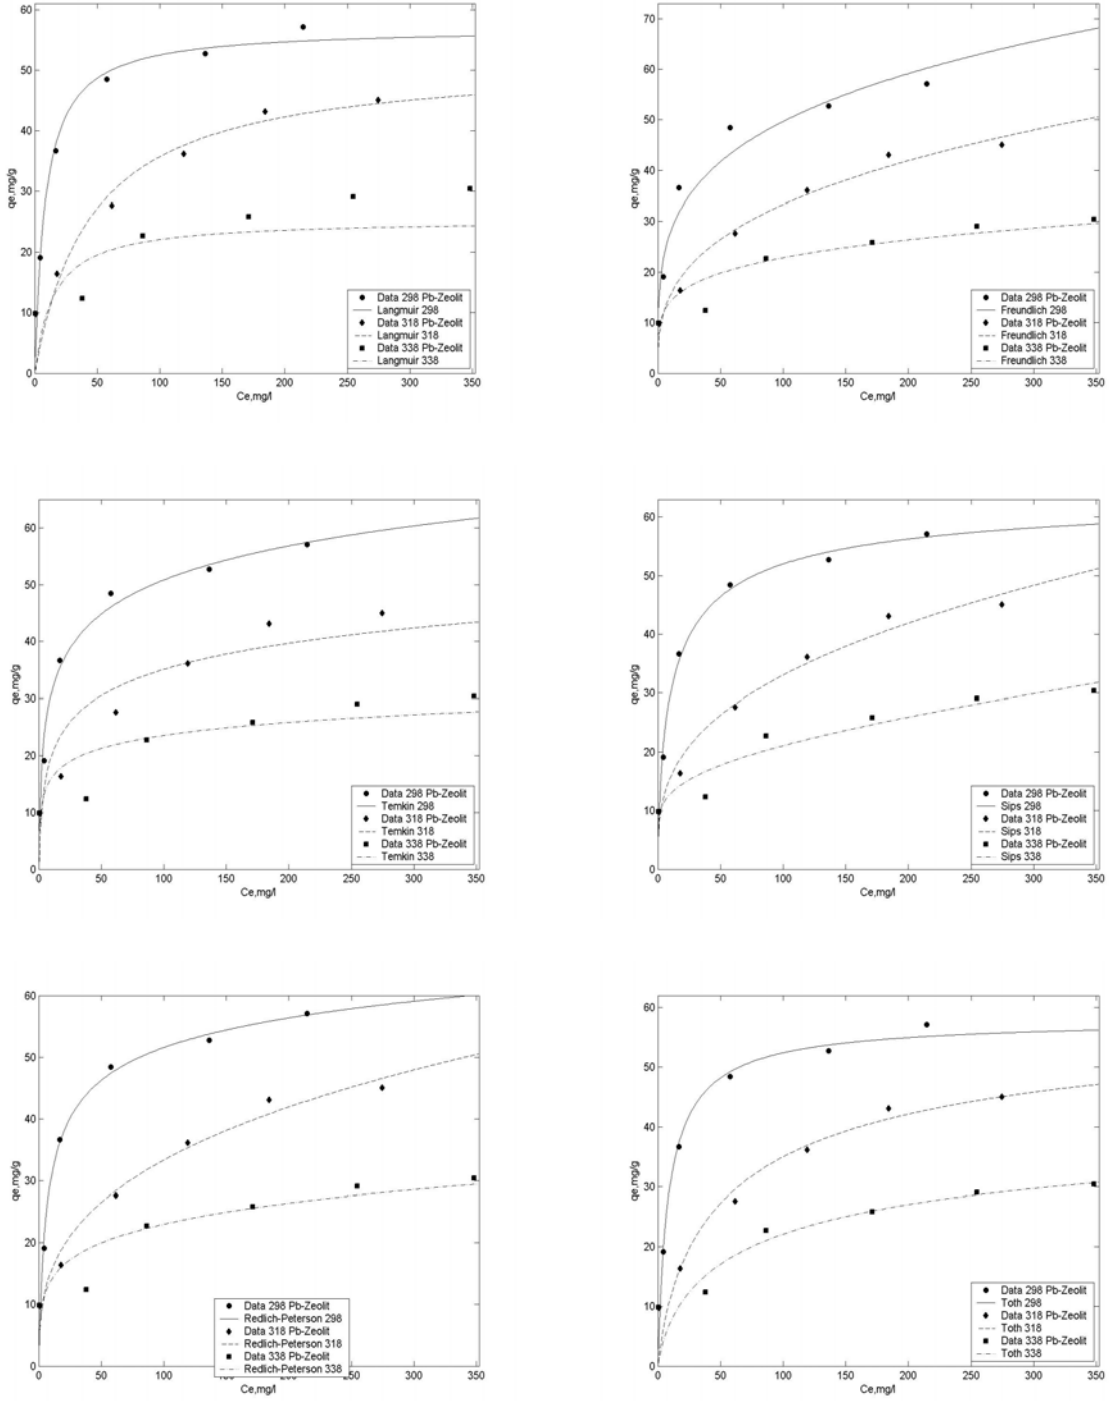 60
50
40
30
20
10
0
qe,mg/g
0 50 100 150 200 250 300 350
Ce,mg/l
Data 298 Pb-Zeolit
Langmuir 298
Data 318 Pb-Zeolit
Langmuir 318
Data 338 Pb-Zeolit
Langmuir 338
70
60
50
40
30
20
10
0
qe,mg/g
0 50 100 150 200 250 300 350
Ce,mg/l
Data 298 Pb-Zeolit
Freundlich 298
Data 318 Pb-Zeolit
Freundlich 318
Data 338 Pb-Zeolit
Freundlich 338
60
50
40
30
20
10
0
qe,mg/g
0 50 100 150 200 250 300 350
Ce,mg/l
Data 298 Pb-Zeolit
Temkin 298
Data 318 Pb-Zeolit
Temkin 318
Data 338 Pb-Zeolit
Temkin 338
60
50
40
30
20
10
0
qe,mg/g
0 50 100 150 200 250 300 350
Ce,mg/l
Data 298 Pb-Zeolit
Sips 298
Data 318 Pb-Zeolit
Sips 318
Data 338 Pb-Zeolit
Sips 338
60
50
40
30
20
10
0
qe,mg/g
0 50 100 150 200 250 300 350
Ce,mg/l
Data 298 Pb-Zeolit
Redlich-Peterson 298
Data 318 Pb-Zeolit
Redlich-Peterson 318
Data 338 Pb-Zeolit
Redlich-Peterson 338
60
50
40
30
20
10
0
qe,mg/g
0 50 100 150 200 250 300 350
Ce,mg/l
Data 298 Pb-Zeolit
Toth 298
Data 318 Pb-Zeolit
Toth 318
Data 338 Pb-Zeolit
Toth 338